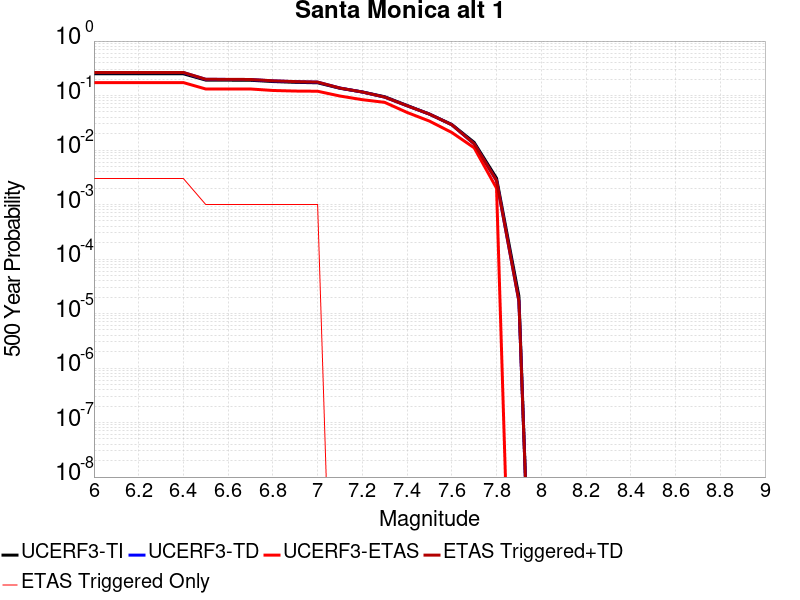 Santa Monica alt 1
500 Year Probability
10^0
10^-1
10^-2
10^-3
10^-4
10^-5
10^-6
10^-7
10^-8
6 6.2 6.4 6.6 6.8 7 7.2 7.4 7.6 7.8 8 8.2 8.4 8.6 8.8 9
Magnitude
UCERF3-TI UCERF3-TD UCERF3-ETAS ETAS Triggered+TD
ETAS Triggered Only